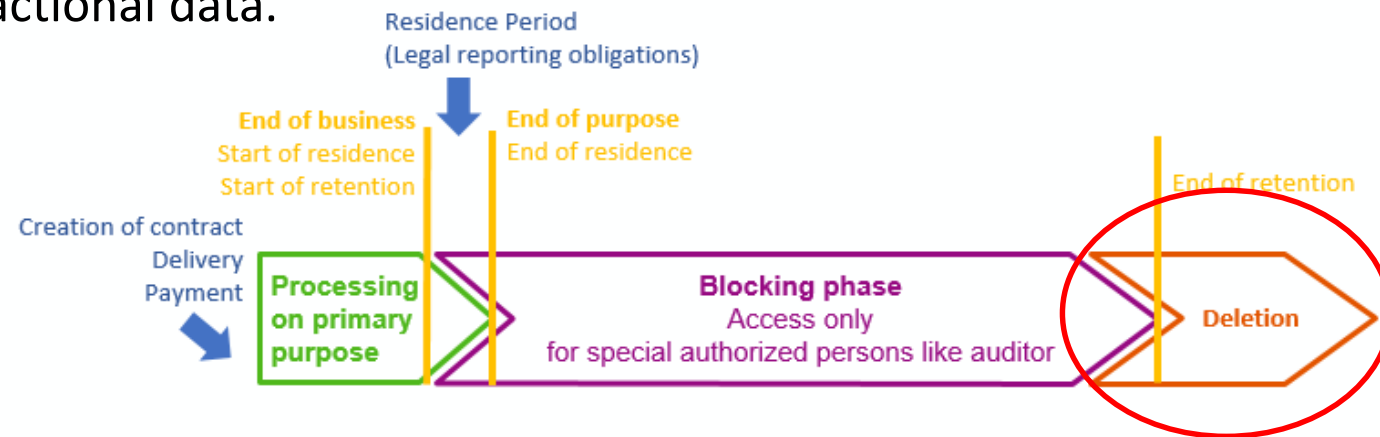 data.
Residence Period
(Legal reporting obligations)
End of business
Start of residence
Start of retention
End of purpose
End of residence
End of retention
Creation of contract
Delivery
Payment
Processing
on primary
purpose
Blocking phase
Access only
for special authorized persons like auditor
Deletion